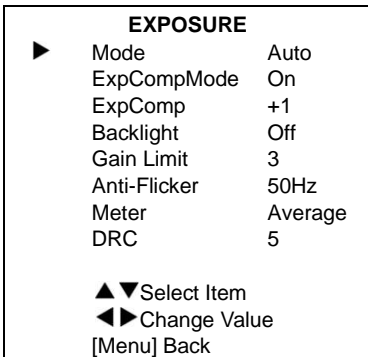 EXPOSURE
▶ Mode Auto
ExpCompMode On
ExpComp +1
Backlight Off
Gain Limit 3
Anti-Flicker 50Hz
Meter Average
DRC 5
▲▼Select Item
◀▶Change Value
[Menu] Back